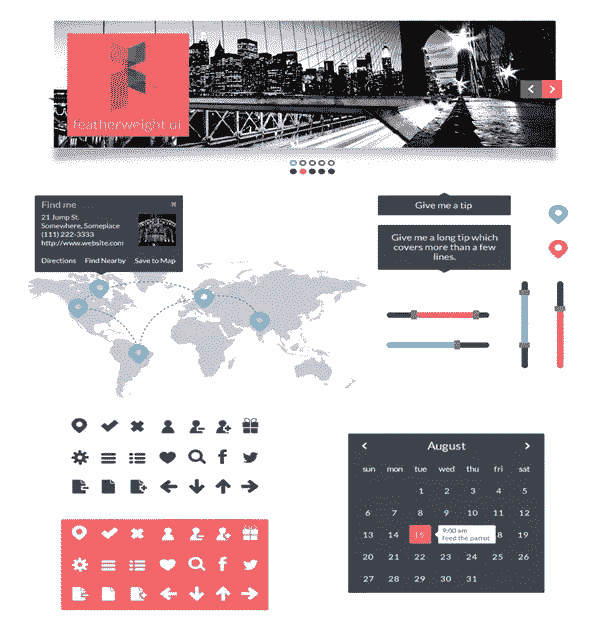 featherweight ui
Find me
21 Jump St.
Somewhere, Someplace
(111) 222-3333
http://www.website.com
Directions Find Nearby Save to Map
Give me a tip
Give me a long tip which
covers more than a few
lines.
August
sun mon tue wed thu fri sat
1 2 3 4 5
6 7 8 9 10 11 12
13 14 15 8 19
9:00 am
feed the parrot
20 21 22 23 24 25 26
27 28 29 30 31